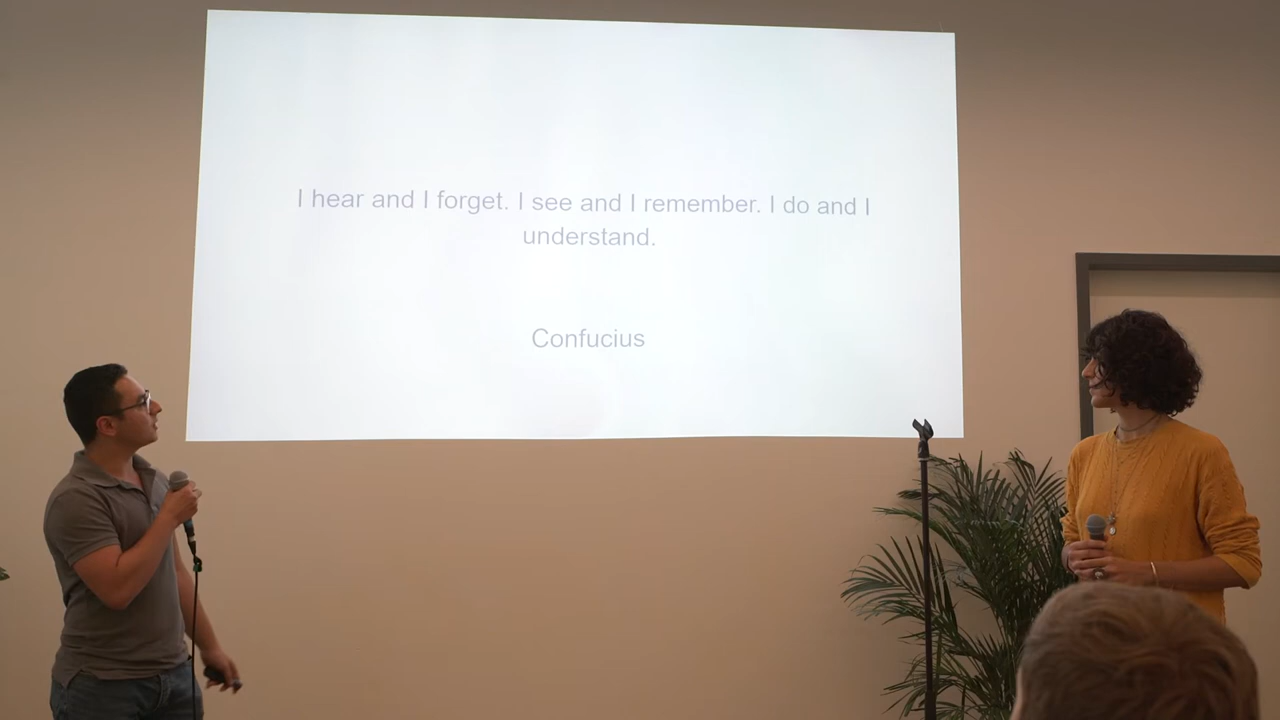 I hear and I forget. I see and I remember. I do and I
understand.
Confucius